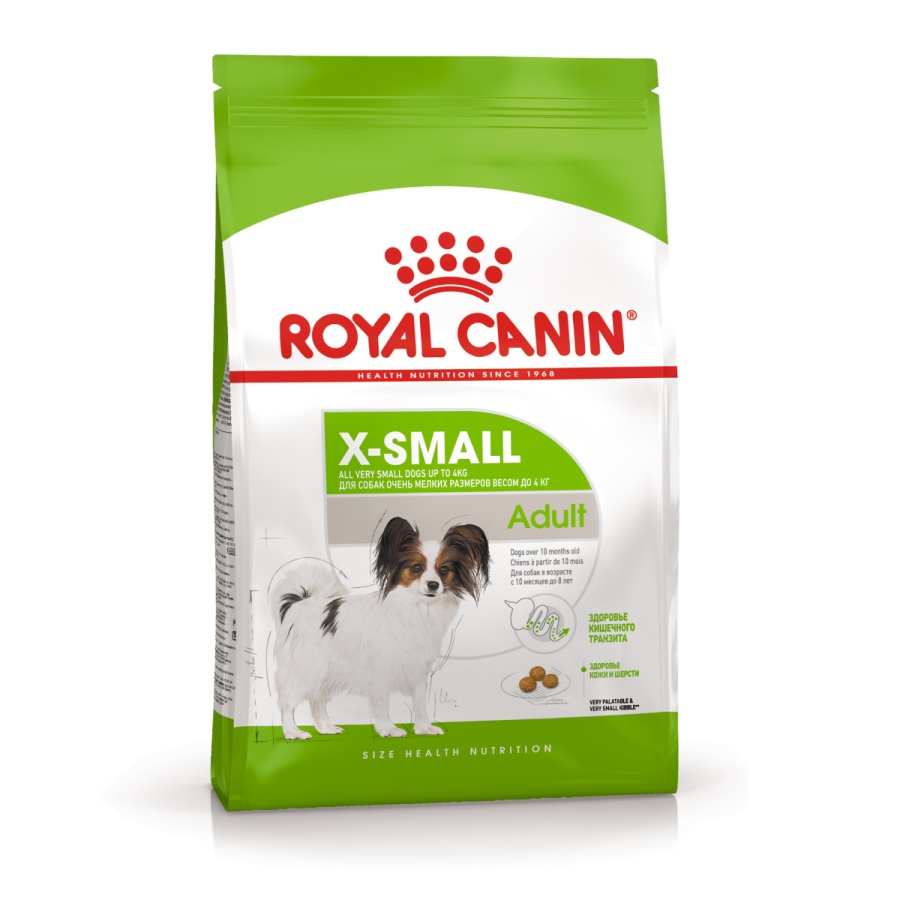 ROYAL CANIN®
HEALTH NUTRITION SINCE 1968
X-SMALL
ALL VERY SMALL DOGS UP TO 4KG
ДЛЯ СОБАК ОЧЕНЬ МЕЛКИХ РАЗМЕРОВ ВЕСОМ ДО 4 КГ
Adult
Dogs over 10 months old
Chiens à partir de 10 mois
Для собак в возрасте
с 10 месяцев до 8 лет
ЗДОРОВЬЕ
КИШЕЧНОГО
ТРАНЗИТА
ЗДОРОВЬЕ
КОЖИ И ШЕРСТИ
VERY PALATABLE &
VERY SMALL KIBBLE**
SIZE HEALTH NUTRITION